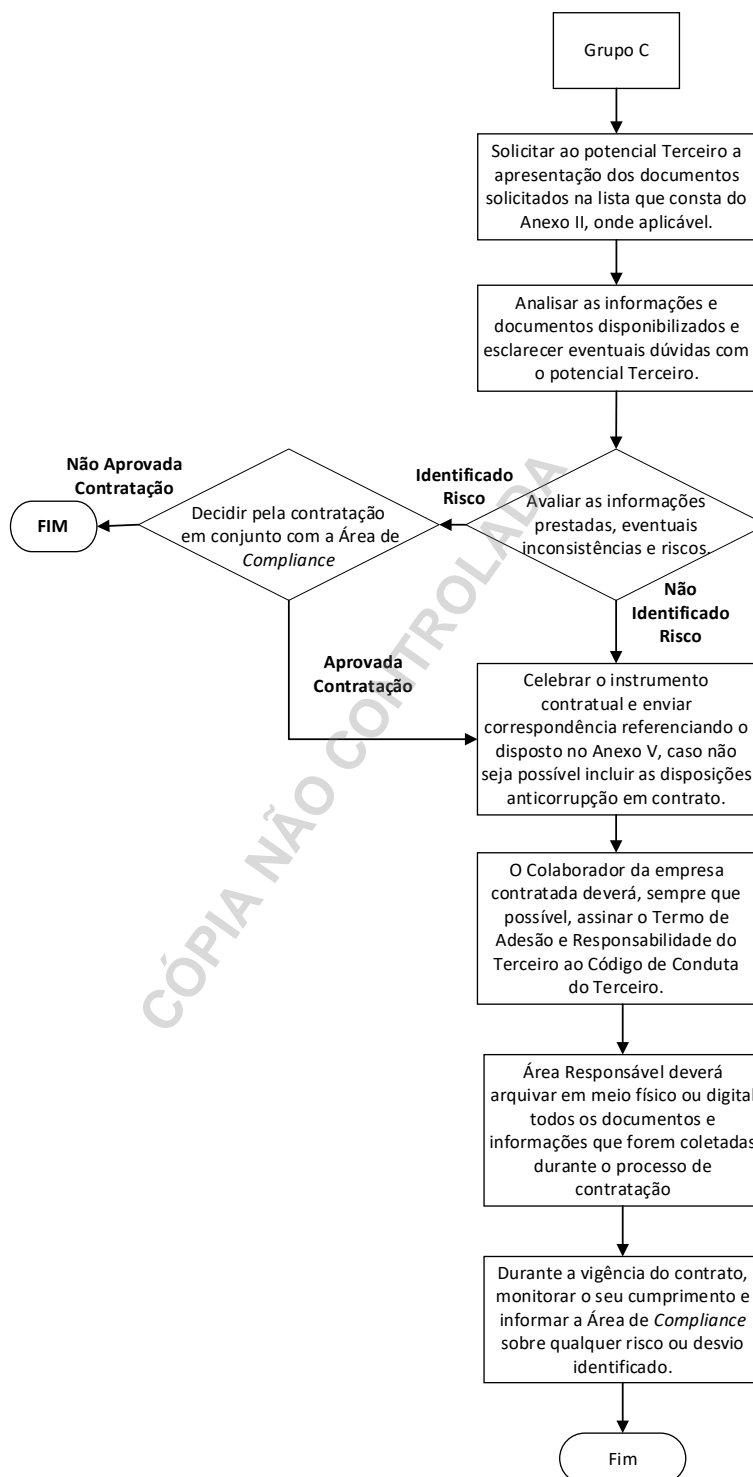 Grupo C
Solicitar ao potencial Terceiro a
apresentação dos documentos
solicitados na lista que consta do
Anexo II, onde aplicável.
Analisar as informações e
documentos disponibilizados e
esclarecer eventuais dúvidas com
o potencial Terceiro.
Não Aprovada
Contratação
Identificado
Risco
FIM
Decidir pela contratação
em conjunto com a Área de
Compliance
Avaliar as informações
prestadas, eventuais
inconsistências e riscos.
Não
Identificado
Risco
Aprovada
Contratação
Celebrar o instrumento
contratual e enviar
correspondência referenciando o
disposto no Anexo V, caso não
seja possível incluir as disposições
anticorrupção em contrato.
O Colaborador da empresa
contratada deverá, sempre que
possível, assinar o Termo de
Adesão e Responsabilidade do
Terceiro ao Código de Conduta
do Terceiro.
Área Responsável deverá
arquivar em meio físico ou digital
todos os documentos e
informações que forem coletadas
durante o processo de
contratação
Durante a vigência do contrato,
monitorar o seu cumprimento e
informar a Área de Compliance
sobre qualquer risco ou desvio
identificado.
Fim
CÓPIA NÃO CONTROLADA